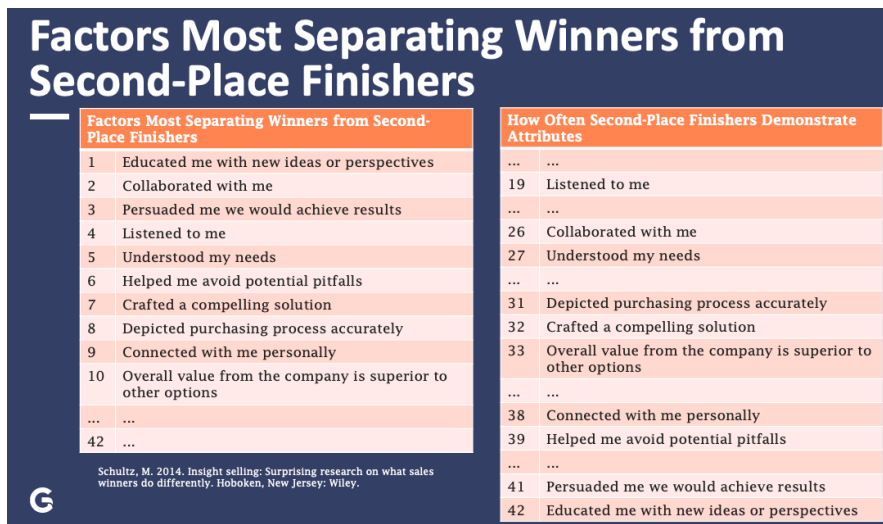 Factors Most Separating Winners from
Second-Place Finishers
Factors Most Separating Winners from Second-
Place Finishers
1 Educated me with new ideas or perspectives
2 Collaborated with me
3 Persuaded me we would achieve results
4 Listened to me
5 Understood my needs
6 Helped me avoid potential pitfalls
7 Crafted a compelling solution
8 Depicted purchasing process accurately
9 Connected with me personally
10 Overall value from the company is superior to
other options
... ...
42 ...
Schultz, M. 2014. Insight selling: Surprising research on what sales
winners do differently. Hoboken, New Jersey: Wiley.
How Often Second-Place Finishers Demonstrate
Attributes
... ...
19 Listened to me
... ...
26 Collaborated with me
27 Understood my needs
... ...
31 Depicted purchasing process accurately
32 Crafted a compelling solution
33 Overall value from the company is superior to
other options
... ...
38 Connected with me personally
39 Helped me avoid potential pitfalls
... ...
41 Persuaded me we would achieve results
42 Educated me with new ideas or perspectives
G